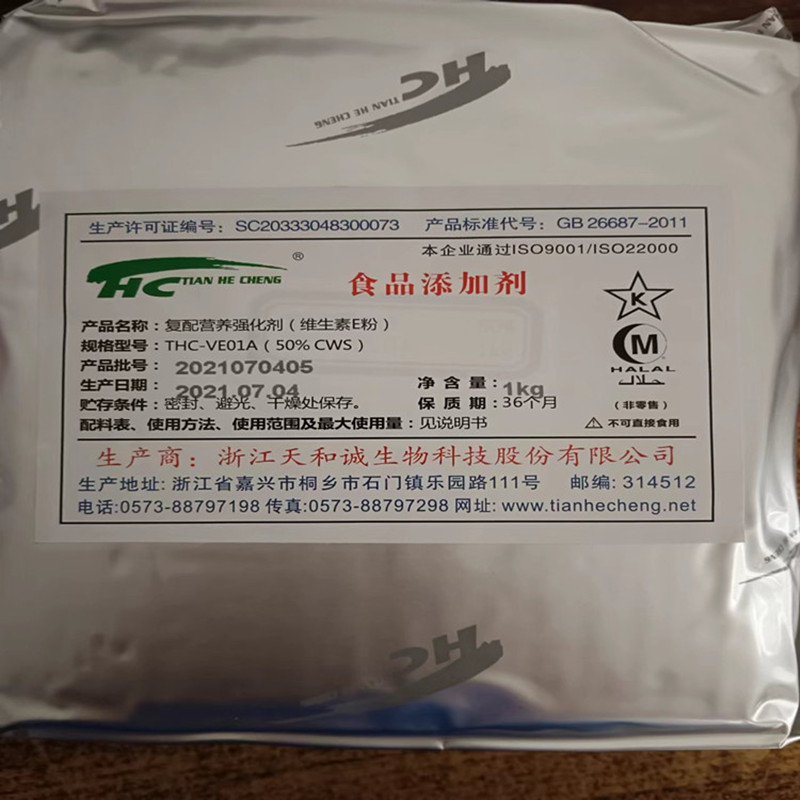 HC
TIAN HE CHENG
生产许可证编号：SC20333048300073 产品标准代号：GB 26687-2011
本企业通过ISO9001/ISO22000
HC TIAN HE CHENG ®
食品添加剂
K
产品名称：复配营养强化剂（维生素E粉）
规格型号：THC-VE01A（50% CWS）
M
HALAL
حلال
产品批号：2021070405
生产日期：2021.07.04
净含量：1kg
贮存条件：密封、避光、干燥处保存。
保质期：36个月
（非零售）
配料表、使用方法、使用范围及最大使用量：见说明书
不可直接食用
生产商：浙江天和诚生物科技股份有限公司
生产地址：浙江省嘉兴市桐乡市石门镇乐园路111号 邮编：314512
电话:0573-88797198 传真:0573-88797298 网址: www.tianhecheng.net
HC